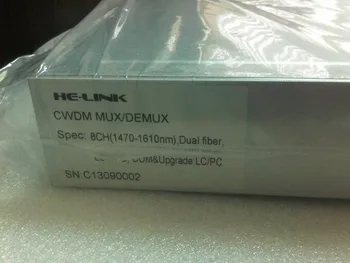 HE-LINK
CWDM MUX/DEMUX
Spec: 8CH(1470-1610nm),Dual fiber,
COM&Upgrade LC/PC
SN:C13090002